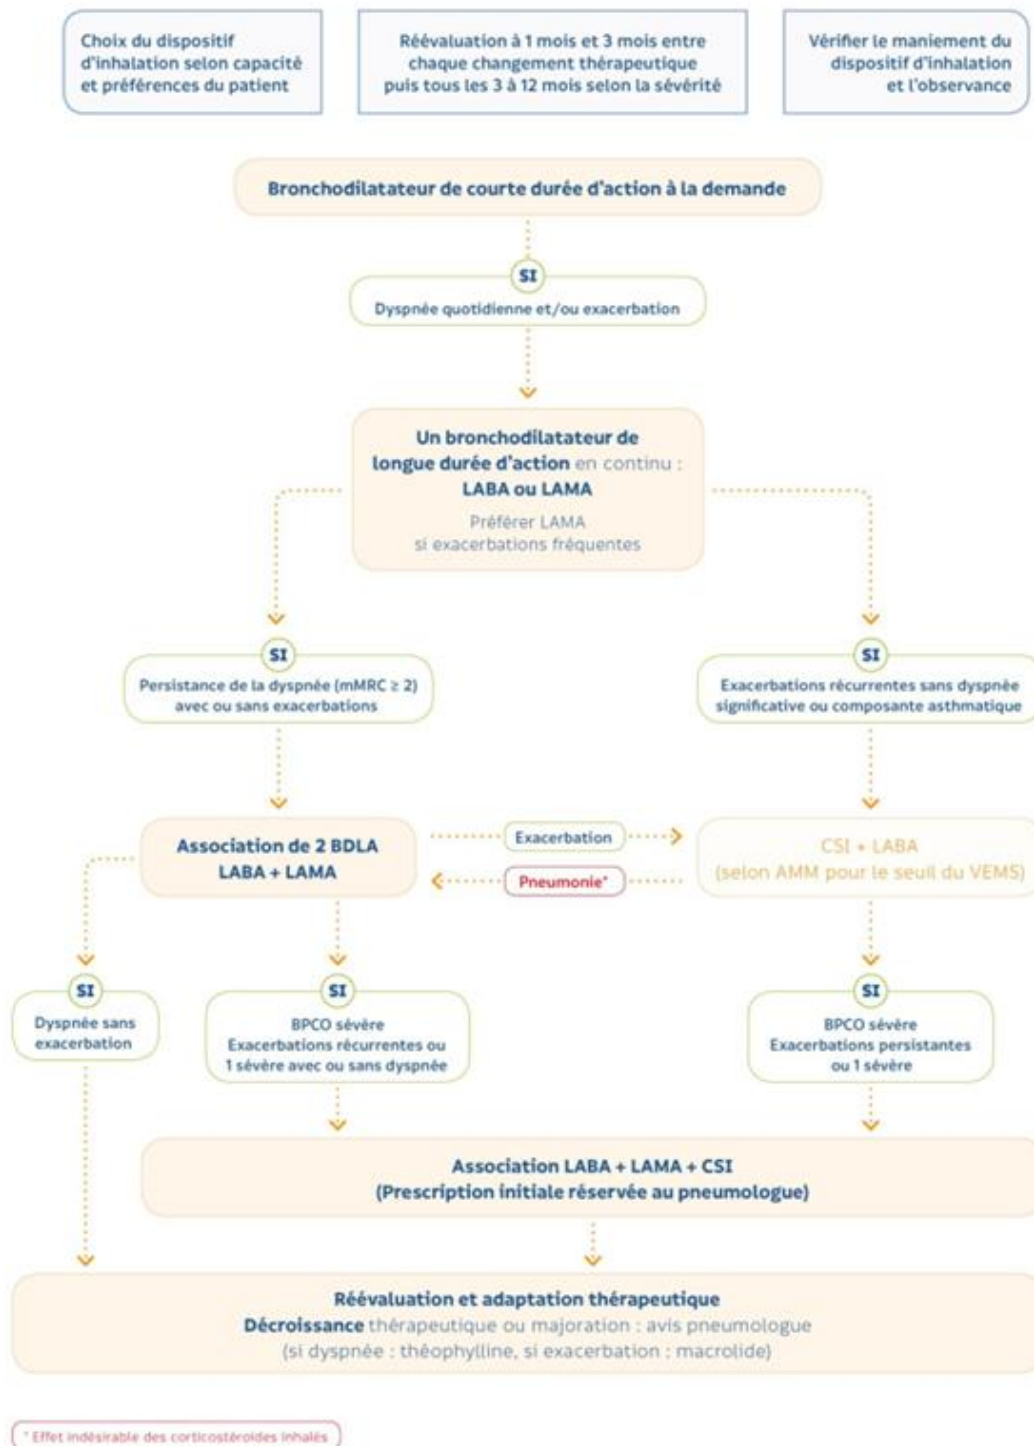 Choix du dispositif
d'inhalation selon capacité
et préférences du patient
Réévaluation à 1 mois et 3 mois entre
chaque changement thérapeutique
puis tous les 3 à 12 mois selon la sévérité
Vérifier le maniement du
dispositif d'inhalation
et l'observance
Bronchodilatateur de courte durée d'action à la demande
SI
Dyspnée quotidienne et/ou exacerbation
Un bronchodilatateur de
longue durée d'action en continu :
LABA ou LAMA
Préférer LAMA
si exacerbations fréquentes
SI
Persistance de la dyspnée (mMRC ≥ 2)
avec ou sans exacerbations
SI
Exacerbations récurrentes sans dyspnée
significative ou composante asthmatique
Association de 2 BDLA
LABA + LAMA
Exacerbation
Pneumonie*
CSI + LABA
(selon AMM pour le seuil du VEMS)
SI
Dyspnée sans
exacerbation
SI
BPCO sévère
Exacerbations récurrentes ou
1 sévère avec ou sans dyspnée
SI
BPCO sévère
Exacerbations persistantes
ou 1 sévère
Association LABA + LAMA + CSI
(Prescription initiale réservée au pneumologue)
Réévaluation et adaptation thérapeutique
Décroissance thérapeutique ou majoration : avis pneumologue
(si dyspnée : théophylline, si exacerbation : macrolide)
* Effet indésirable des corticostéroïdes inhalés